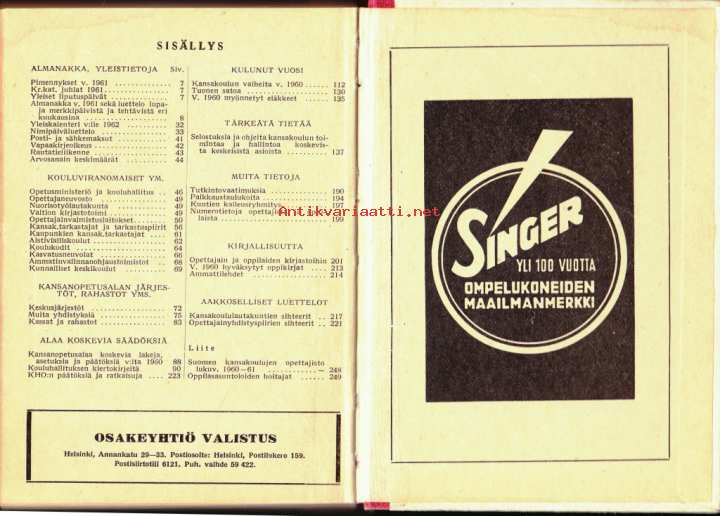 SISÄLLYS
ALMANAKKA, YLEISTIETOJA Siv.
Pimennykset v. 1961 ............ 7
Kr.kat. juhlat 1961 ............ 7
Yleiset liputuspäivät ............ 7
Almanakka v. 1961 sekä luettelo lupa-
ja merkkipäivistä ja tehtävistä eri
kuukausina ............ 8
Yleiskalenteri v:lle 1962 ........ 32
Nimipäiväluettelo ............ 33
Posti- ja sähkemaksut ............ 41
Vapaakirjeoikeus ............ 42
Rautatieliikenne ............ 43
Arvosanain keskimäärät ............ 44
KOULUVIRANOMAISET YM.
Opetusministeriö ja kouluhallitus .. 46
Opettajaneuvosto ............ 49
Nuorisotyölautakunta ............ 49
Valtion kirjastotoimi ............ 49
Opettajainvalmistuslaitokset ...... 50
Kansak.tarkastajat ja tarkastuspiirit 56
Kaupunkien kansak.tarkastajat .... 61
Aistivialiskoulut ............ 62
Koulukodit ............ 64
Kasvatusneuvolat ............ 66
Ammatinvalinnanohjaustoimistot .. 68
Kunnalliset keskikoulut ............ 69
KANSANOPETUSALAN JÄRJES-
TÖT, RAHASTOT YMS.
Keskusjärjestöt ............ 72
Muita yhdistyksiä ............ 75
Kassat ja rahastot ............ 83
ALAA KOSKEVIA SÄÄDÖKSIÄ
Kansanopetusalaa koskevia lakeja,
asetuksia ja päätöksiä v:lta 1960 88
Kouluhallituksen kiertokirjeitä .... 90
KHO:n päätöksiä ja ratkaisuja .... 223
KULUNUT VUOSI
Kansakoulun vaiheita v. 1960 ...... 112
Tuonen satoa ............ 130
V. 1960 myönnetyt eläkkeet ...... 135
TÄRKEÄTÄ TIETÄÄ
Selostuksia ja ohjeita kansakoulun toi-
mintaa ja hallintoa koskevis-
ta keskeisistä asioista ...... 137
MUITA TIETOJA
Tutkintovaatimuksia ............ 190
Palkkaustaulukoita ............ 194
Kuntien kalleusryhmitys ............ 197
Numerotietoja opettajo
laista ............ 199
KIRJALLISUUTTA
Opettajain ja oppilaiden kirjastoihin 201
V. 1960 hyväksytyt oppikirjat .... 213
Ammattilehdet ............ 214
AAKKOSELLISET LUETTELOT
Kansakoululautakuntien sihteerit .. 217
Opettajainyhdistyspiirien sihteerit .. 221
Liite
Suomen kansakoulujen opettajisto
lukuv. 1960—61 ............ — 248
Oppilasasuntoloiden hoitajat ...... 249
OSAKEYHTIÖ VALISTUS
Helsinki, Annankatu 29—33. Postiosoite: Helsinki, Postilokero 159.
Postisiirtotili 6121. Puh. vaihde 59 422.
Antikvariaatti.net
SINGER
YLI 100 VUOTTA
OMPELUKONEIDEN
MAAILMANMERKKI